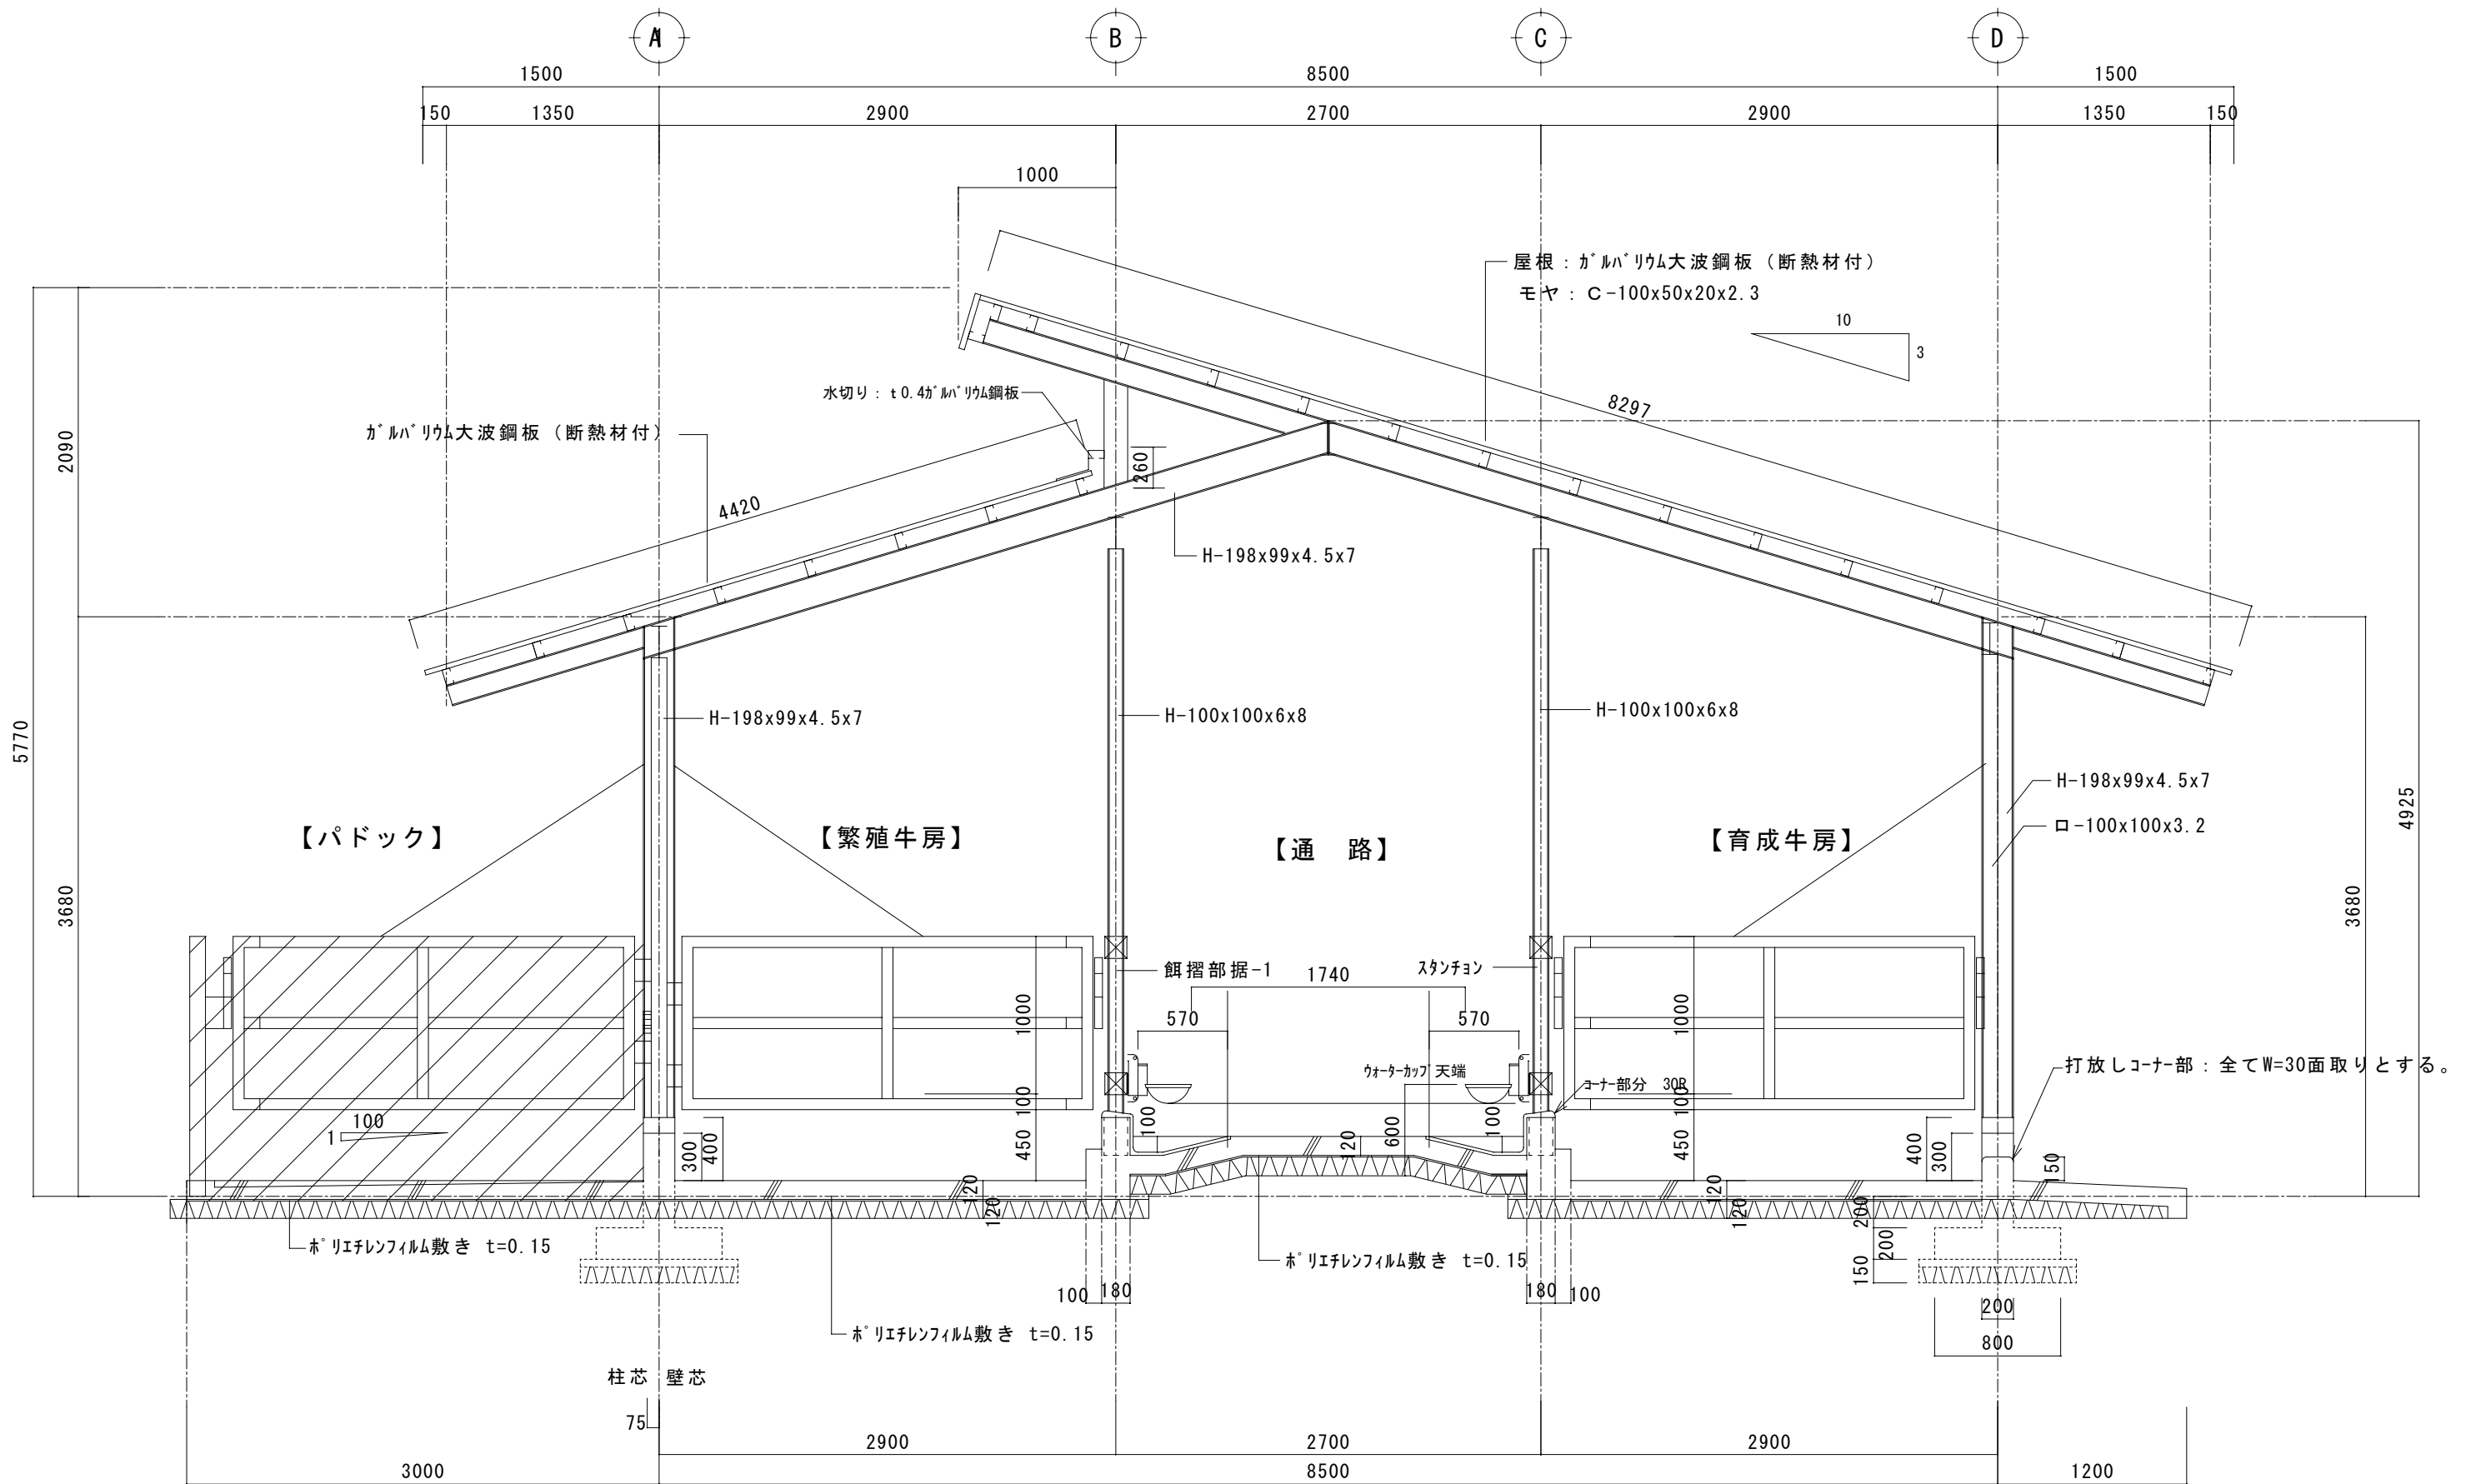 A1 B C D
1500 8500 1500
150 1350 2900 2700 2900 1350 150
1000
屋根：ガルバリウム大波鋼板（断熱材付）
モヤ：C-100x50x20x2.3
10
3
8297
水切り：t0.4ガルバリウム鋼板
ガルバリウム大波鋼板（断熱材付）
4420
260
2090
5770
3680
4925
3680
H-198x99x4.5x7
H-198x99x4.5x7
H-100x100x6x8
H-100x100x6x8
H-198x99x4.5x7
ロ-100x100x3.2
【パドック】
【繁殖牛房】
【通　路】
【育成牛房】
餌摺部据-1
1740
スタンチョン
570
570
1000
1000
ウォーターカップ天端
コーナー部分 30R
打放しコーナー部：全てW=30面取りとする。
100
1
100
100
100
100
300
400
450
600
120
450
400
300
150
120
120
120
120
200
200
150
ポリエチレンフィルム敷き t=0.15
ポリエチレンフィルム敷き t=0.15
ポリエチレンフィルム敷き t=0.15
100 180
180 100
200
800
柱芯 壁芯
75
2900 2700 2900
3000 8500 1200